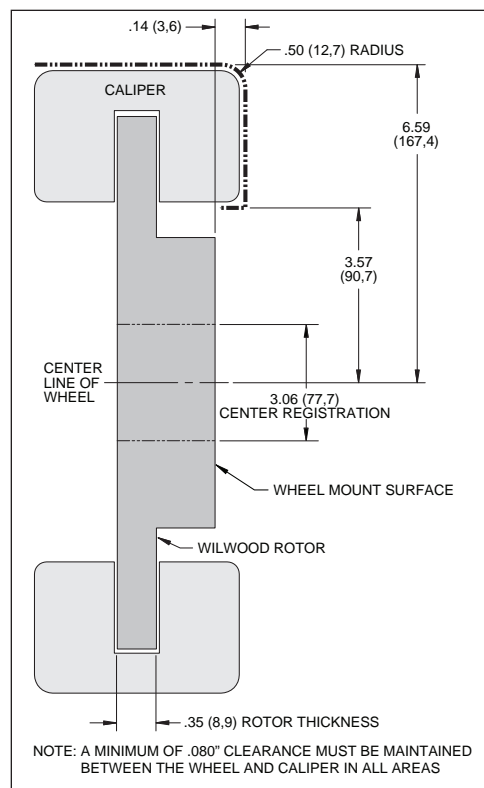 .14 (3,6)
.50 (12,7) RADIUS
CALIPER
6.59
(167,4)
3.57
(90,7)
CENTER
LINE OF
WHEEL
3.06 (77,7)
CENTER REGISTRATION
WHEEL MOUNT SURFACE
WILWOOD ROTOR
.35 (8,9) ROTOR THICKNESS
NOTE: A MINIMUM OF .080" CLEARANCE MUST BE MAINTAINED
BETWEEN THE WHEEL AND CALIPER IN ALL AREAS